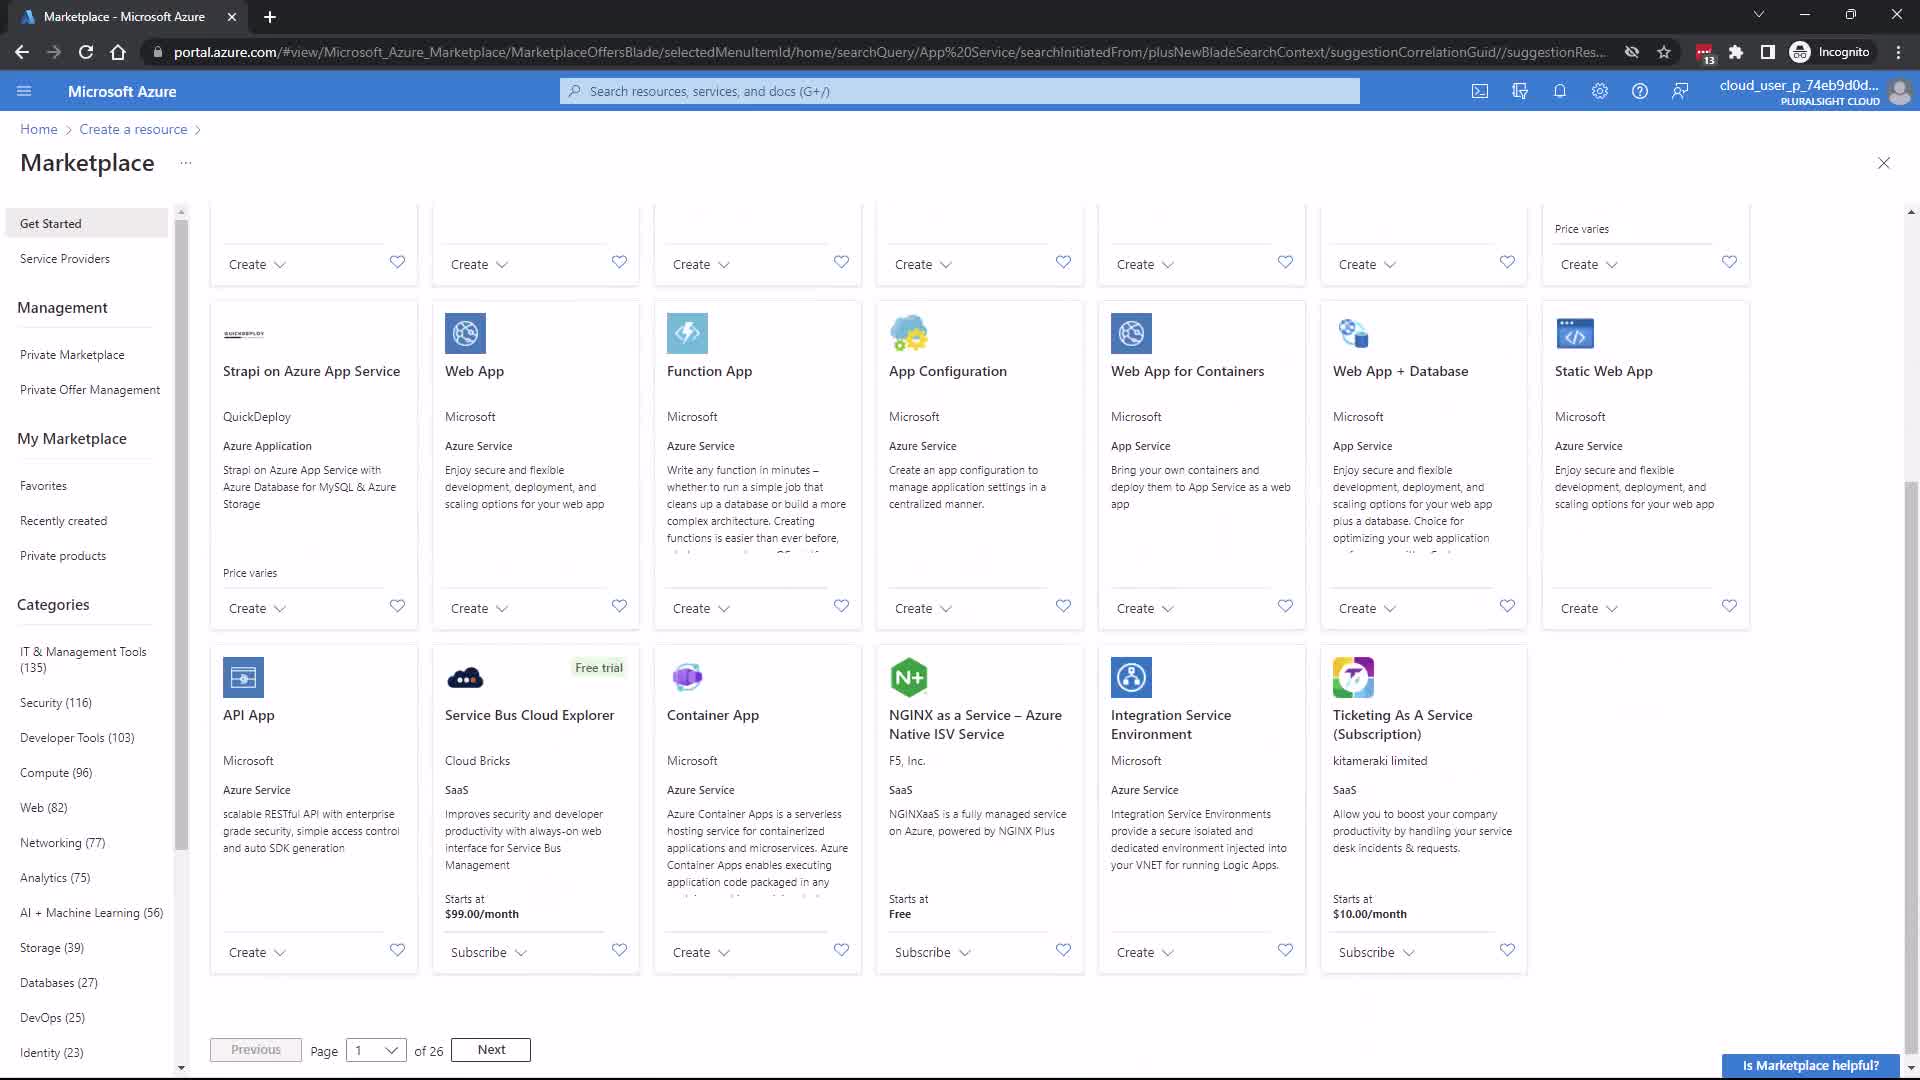 Marketplace - Microsoft Azure
portal.azure.com/#view/Microsoft_Azure_Marketplace/MarketplaceOffersBlade/selectedMenuItemId/home/searchQuery/App%20Service/searchInitiatedFrom/plusNewBladeSearchContext/suggestionCorrelationGuid//suggestionRes...
13
Incognito
Microsoft Azure
Search resources, services, and docs (G+/)
cloud_user_p_74eb9d0d...
PLURALSIGHT CLOUD
Home > Create a resource >
Marketplace ...
Get Started
Service Providers
Management
Private Marketplace
Private Offer Management
My Marketplace
Favorites
Recently created
Private products
Categories
IT & Management Tools
(135)
Security (116)
Developer Tools (103)
Compute (96)
Web (82)
Networking (77)
Analytics (75)
AI + Machine Learning (56)
Storage (39)
Databases (27)
DevOps (25)
Identity (23)
Create
Create
Create
Create
Create
Create
Price varies
Create
QUICKDEPLOY
Strapi on Azure App Service
QuickDeploy
Azure Application
Strapi on Azure App Service with
Azure Database for MySQL & Azure
Storage
Price varies
Create
Web App
Microsoft
Azure Service
Enjoy secure and flexible
development, deployment, and
scaling options for your web app
Create
Function App
Microsoft
Azure Service
Write any function in minutes –
whether to run a simple job that
cleans up a database or build a more
complex architecture. Creating
functions is easier than ever before,
Create
App Configuration
Microsoft
Azure Service
Create an app configuration to
manage application settings in a
centralized manner.
Create
Web App for Containers
Microsoft
App Service
Bring your own containers and
deploy them to App Service as a web
app
Create
Web App + Database
Microsoft
App Service
Enjoy secure and flexible
development, deployment, and
scaling options for your web app
plus a database. Choice for
optimizing your web application
Create
Static Web App
Microsoft
Azure Service
Enjoy secure and flexible
development, deployment, and
scaling options for your web app
Create
API App
Microsoft
Azure Service
scalable RESTful API with enterprise
grade security, simple access control
and auto SDK generation
Create
Free trial
Service Bus Cloud Explorer
Cloud Bricks
SaaS
Improves security and developer
productivity with always-on web
interface for Service Bus
Management
Starts at
$99.00/month
Subscribe
Container App
Microsoft
Azure Service
Azure Container Apps is a serverless
hosting service for containerized
applications and microservices. Azure
Container Apps enables executing
application code packaged in any
Create
N+
NGINX as a Service – Azure
Native ISV Service
F5, Inc.
SaaS
NGINXaaS is a fully managed service
on Azure, powered by NGINX Plus
Starts at
Free
Subscribe
Integration Service
Environment
Microsoft
Azure Service
Integration Service Environments
provide a secure isolated and
dedicated environment injected into
your VNET for running Logic Apps.
Create
Ticketing As A Service
(Subscription)
kitameraki limited
SaaS
Allow you to boost your company
productivity by handling your service
desk incidents & requests.
Starts at
$10.00/month
Subscribe
Previous Page 1 of 26 Next
Is Marketplace helpful?